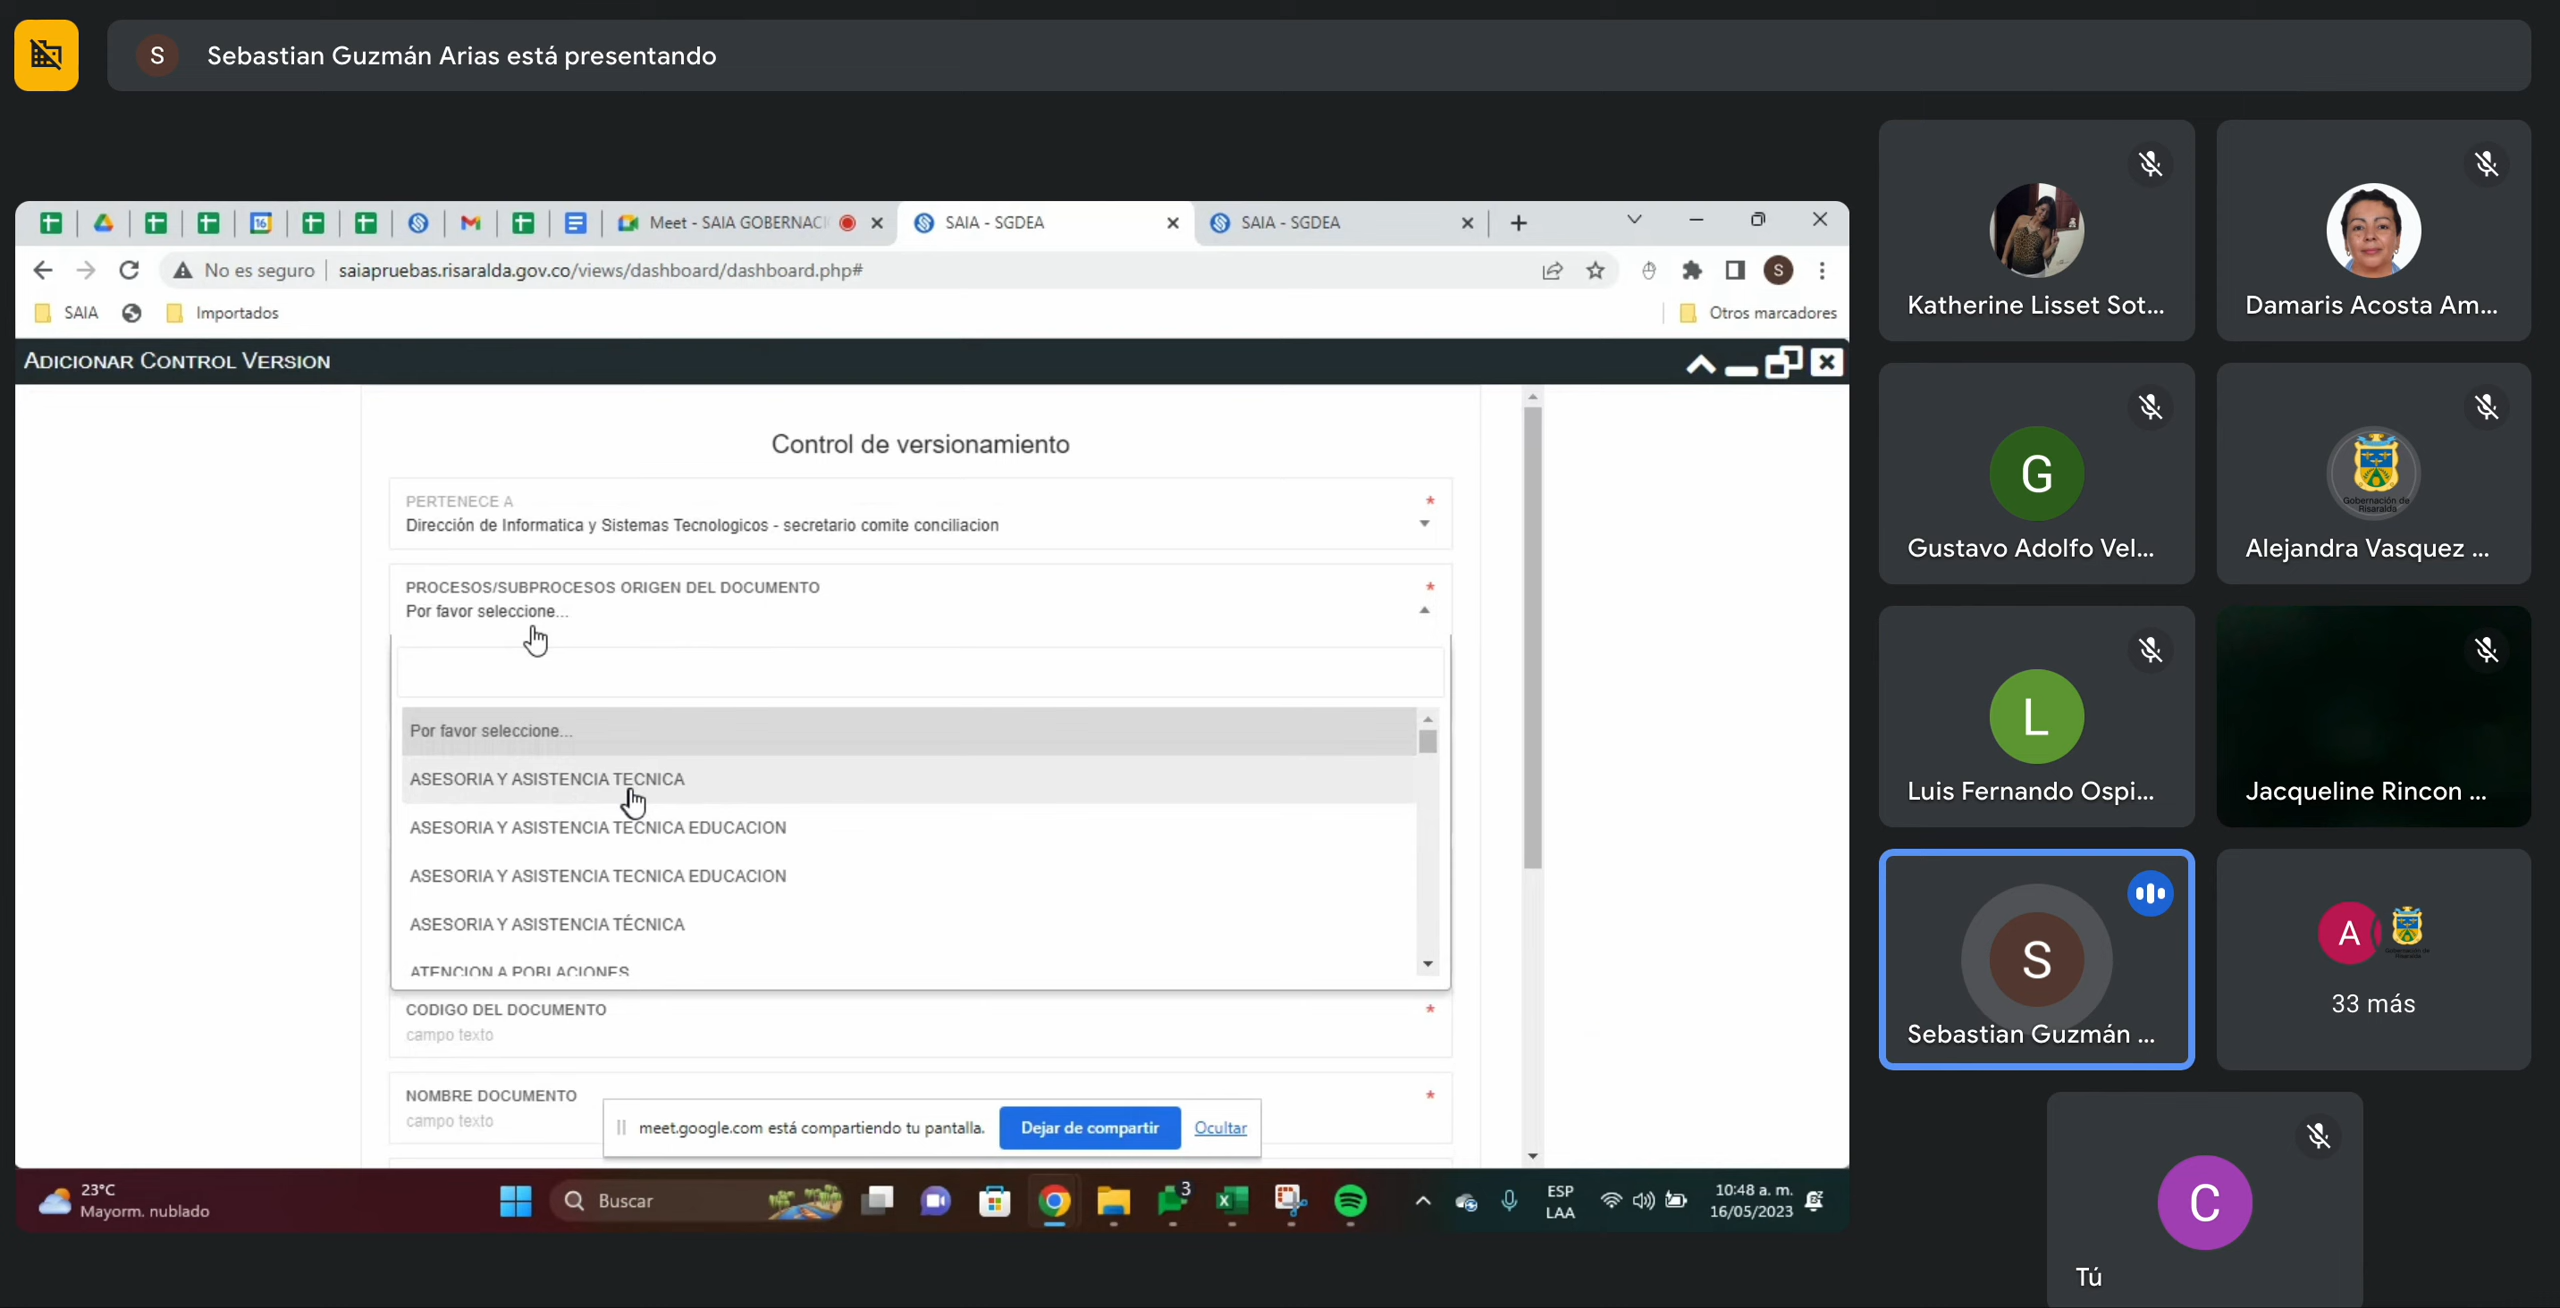 S Sebastian Guzmán Arias está presentando
Meet - SAIA GOBERNACI
SAIA - SGDEA
SAIA - SGDEA
No es seguro
saiapruebas.risaralda.gov.co/views/dashboard/dashboard.php#
S
SAIA
Importados
Otros marcadores
ADICIONAR CONTROL VERSION
Control de versionamiento
PERTENECE A *
Dirección de Informatica y Sistemas Tecnologicos - secretario comite conciliacion
PROCESOS/SUBPROCESOS ORIGEN DEL DOCUMENTO *
Por favor seleccione...
Por favor seleccione...
ASESORIA Y ASISTENCIA TECNICA
ASESORIA Y ASISTENCIA TECNICA EDUCACION
ASESORIA Y ASISTENCIA TECNICA EDUCACION
ASESORIA Y ASISTENCIA TÉCNICA
ATENCION A POBLACIONES
CODIGO DEL DOCUMENTO *
campo texto
NOMBRE DOCUMENTO *
campo texto
meet.google.com está compartiendo tu pantalla.
Dejar de compartir
Ocultar
23°C
Mayorm. nublado
Buscar
3
ESP
LAA
10:48 a. m.
16/05/2023
Katherine Lisset Sot...
Damaris Acosta Am...
G
Gustavo Adolfo Vel...
Gobernación de
Risaralda
Alejandra Vasquez ...
L
Luis Fernando Ospi...
Jacqueline Rincon ...
S
Sebastian Guzmán ...
A
33 más
C
Tú